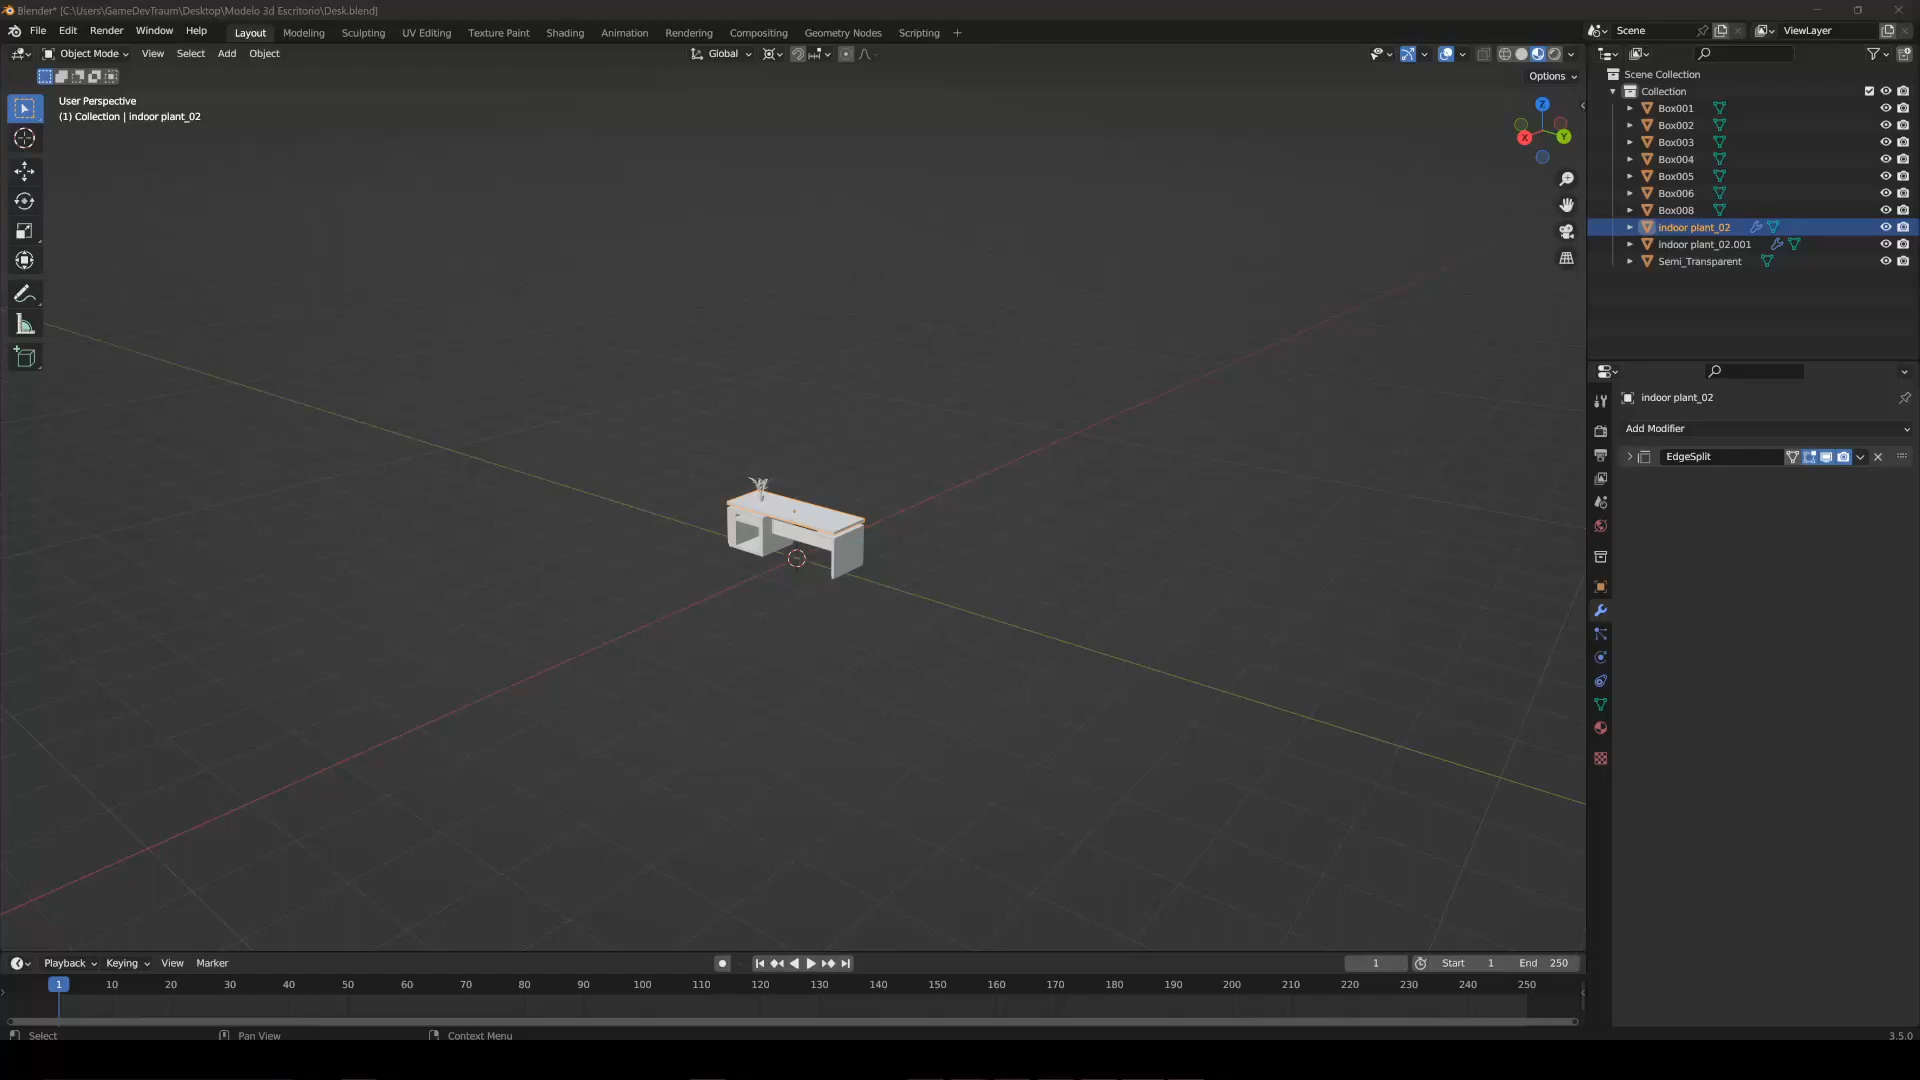 Blender* [C:\Users\GameDevTraum\Desktop\Modelo 3d Escritorio\Desk.blend]
File Edit Render Window Help Layout Modeling Sculpting UV Editing Texture Paint Shading Animation Rendering Compositing Geometry Nodes Scripting + Scene ViewLayer
Object Mode View Select Add Object Global
Options
User Perspective
(1) Collection | indoor plant_02
Z
X
Y
Scene Collection
Collection
Box001
Box002
Box003
Box004
Box005
Box006
Box008
indoor plant_02
indoor plant_02.001
Semi_Transparent
indoor plant_02
Add Modifier
EdgeSplit
Playback Keying View Marker 1 Start 1 End 250
1 10 20 30 40 50 60 70 80 90 100 110 120 130 140 150 160 170 180 190 200 210 220 230 240 250
Select Pan View Context Menu 3.5.0